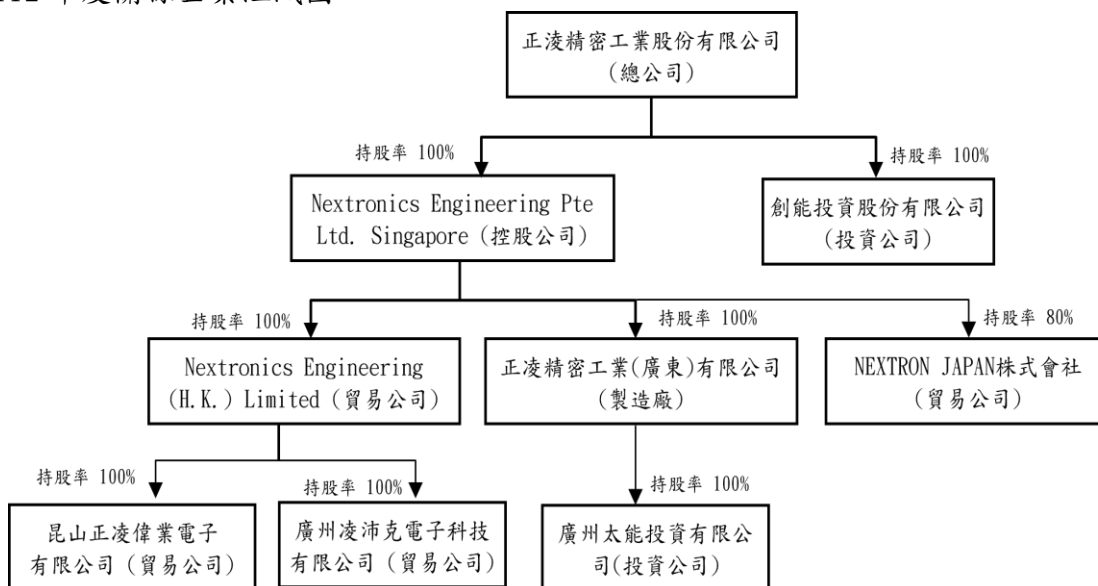 正淩精密工業股份有限公司
(總公司)
持股率 100%
持股率 100%
Nextronics Engineering Pte
Ltd. Singapore (控股公司)
創能投資股份有限公司
(投資公司)
持股率 100%
持股率 100%
持股率 80%
Nextronics Engineering
(H.K.) Limited (貿易公司)
正凌精密工業(廣東)有限公司
(製造廠)
NEXTRON JAPAN株式會社
(貿易公司)
持股率 100%
持股率 100%
持股率 100%
昆山正凌偉業電子
有限公司 (貿易公司)
廣州凌沛克電子科技
有限公司 (貿易公司)
廣州太能投資有限公
司(投資公司)